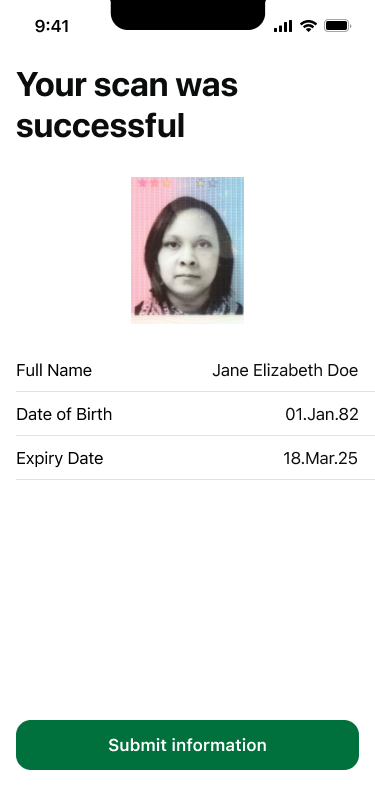 9:41
Your scan was
successful
Full Name Jane Elizabeth Doe
Date of Birth 01.Jan.82
Expiry Date 18.Mar.25
Submit information